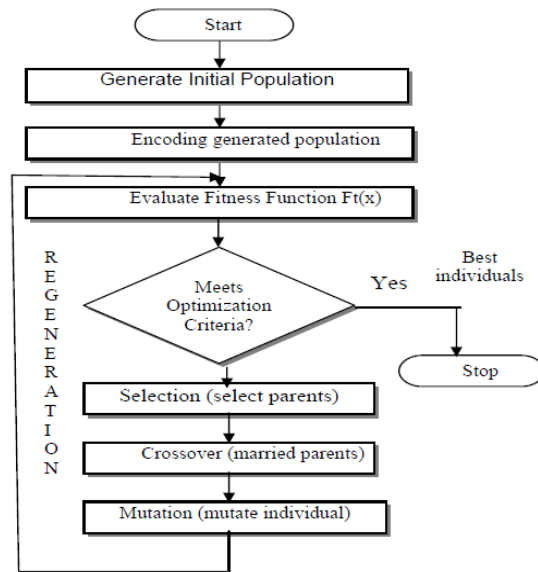 Start
Generate Initial Population
Encoding generated population
Evaluate Fitness Function Ft(x)
Meets
Optimization
Criteria?
Yes
Best
individuals
Stop
Selection (select parents)
Crossover (married parents)
Mutation (mutate individual)
REGENERATION